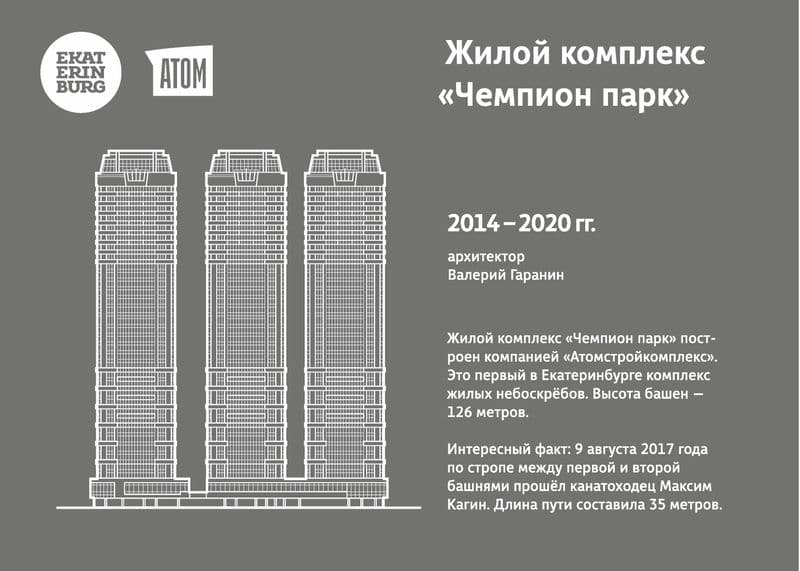 EKAT
ERIN
BURG
ATOM
Жилой комплекс
«Чемпион парк»
2014 – 2020 гг.
архитектор
Валерий Гаранин
Жилой комплекс «Чемпион парк» пост-
роен компанией «Атомстройкомплекс».
Это первый в Екатеринбурге комплекс
жилых небоскрёбов. Высота башен —
126 метров.
Интересный факт: 9 августа 2017 года
по стропе между первой и второй
башнями прошёл канатоходец Максим
Кагин. Длина пути составила 35 метров.